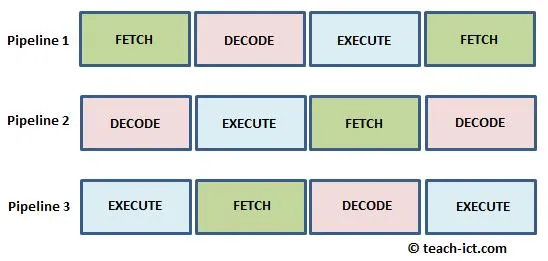 Pipeline 1 FETCH DECODE EXECUTE FETCH
Pipeline 2 DECODE EXECUTE FETCH DECODE
Pipeline 3 EXECUTE FETCH DECODE EXECUTE
© teach-ict.com